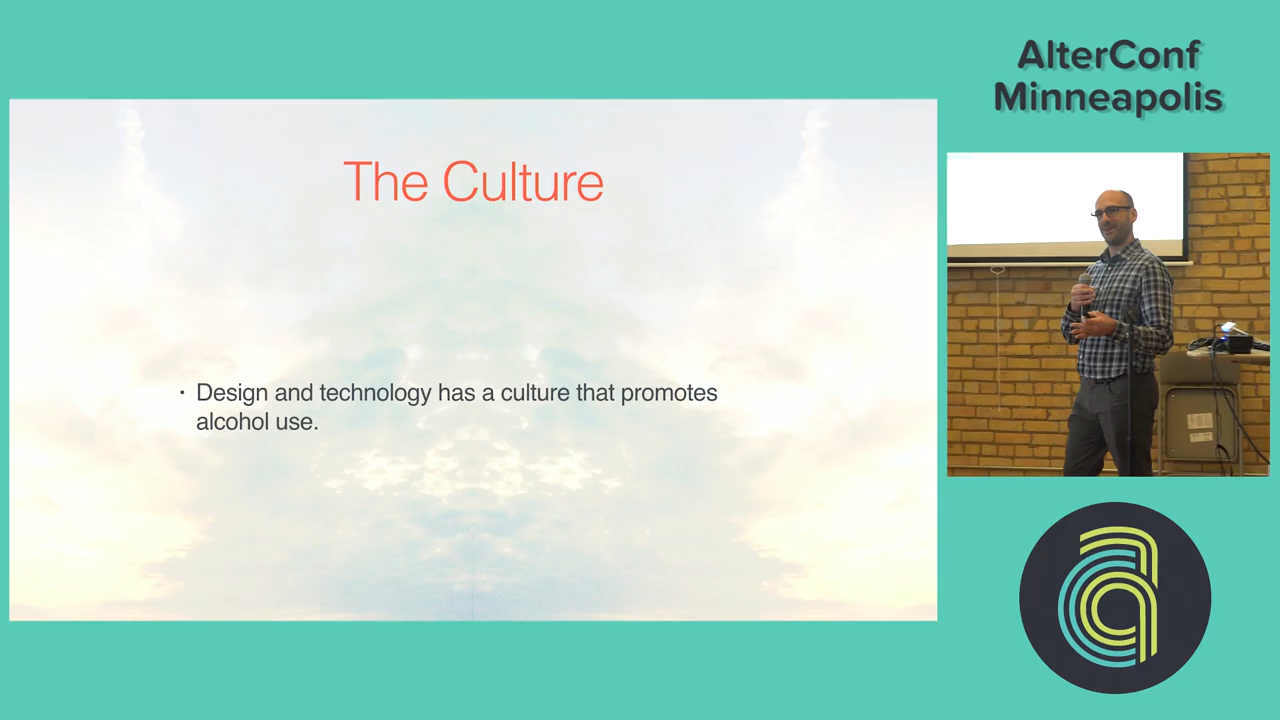 AlterConf
Minneapolis
The Culture
· Design and technology has a culture that promotes
alcohol use.